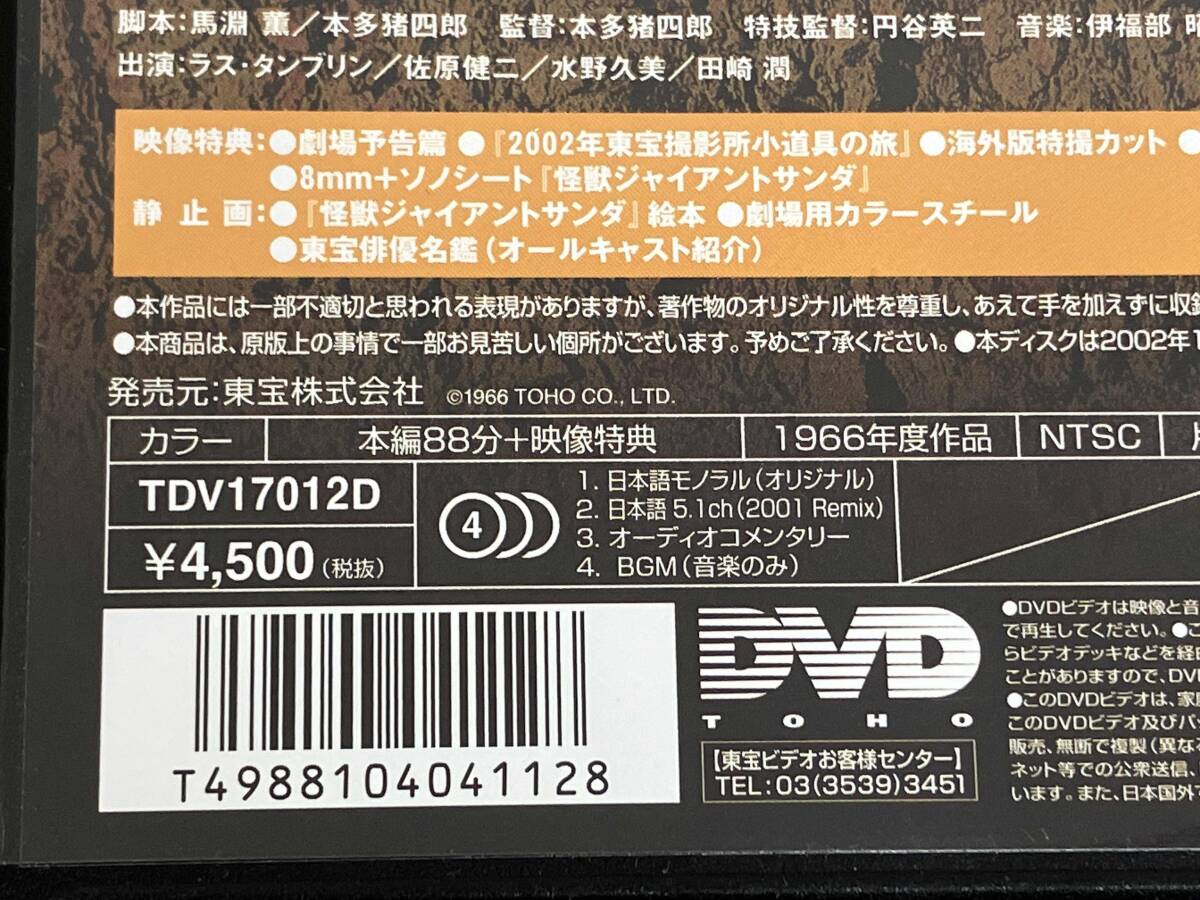 脚本：馬淵 薫／本多猪四郎　監督：本多猪四郎　特技監督：円谷英二　音楽：伊福部 昭
出演：ラス・タンブリン／佐原健二／水野久美／田崎 潤
映像特典：●劇場予告篇 ●『2002年東宝撮影所小道具の旅』 ●海外版特撮カット ●
●8mm＋ソノシート『怪獣ジャイアントサンダ』
静 止 画：●『怪獣ジャイアントサンダ』絵本 ●劇場用カラースチール
●東宝俳優名鑑（オールキャスト紹介）
●本作品には一部不適切と思われる表現がありますが、著作物のオリジナル性を尊重し、あえて手を加えずに収録
●本商品は、原版上の事情で一部お見苦しい個所がございます。予めご了承ください。●本ディスクは2002年1
発売元：東宝株式会社　©1966 TOHO CO., LTD.
カラー　本編88分＋映像特典　1966年度作品　NTSC
TDV17012D
¥4,500（税抜）
4
1. 日本語モノラル（オリジナル）
2. 日本語 5.1ch（2001 Remix）
3. オーディオコメンタリー
4. BGM（音楽のみ）
T4988104041128
DVD
TOHO
【東宝ビデオお客様センター】
TEL：03(3539)3451
●DVDビデオは映像と音
で再生してください。●こ
らビデオデッキなどを経由
ことがありますので、DV
●このDVDビデオは、家庭
このDVDビデオ及びパ
販売、無断で複製（異なる
ネット等での公衆送信、
います。また、日本国外で